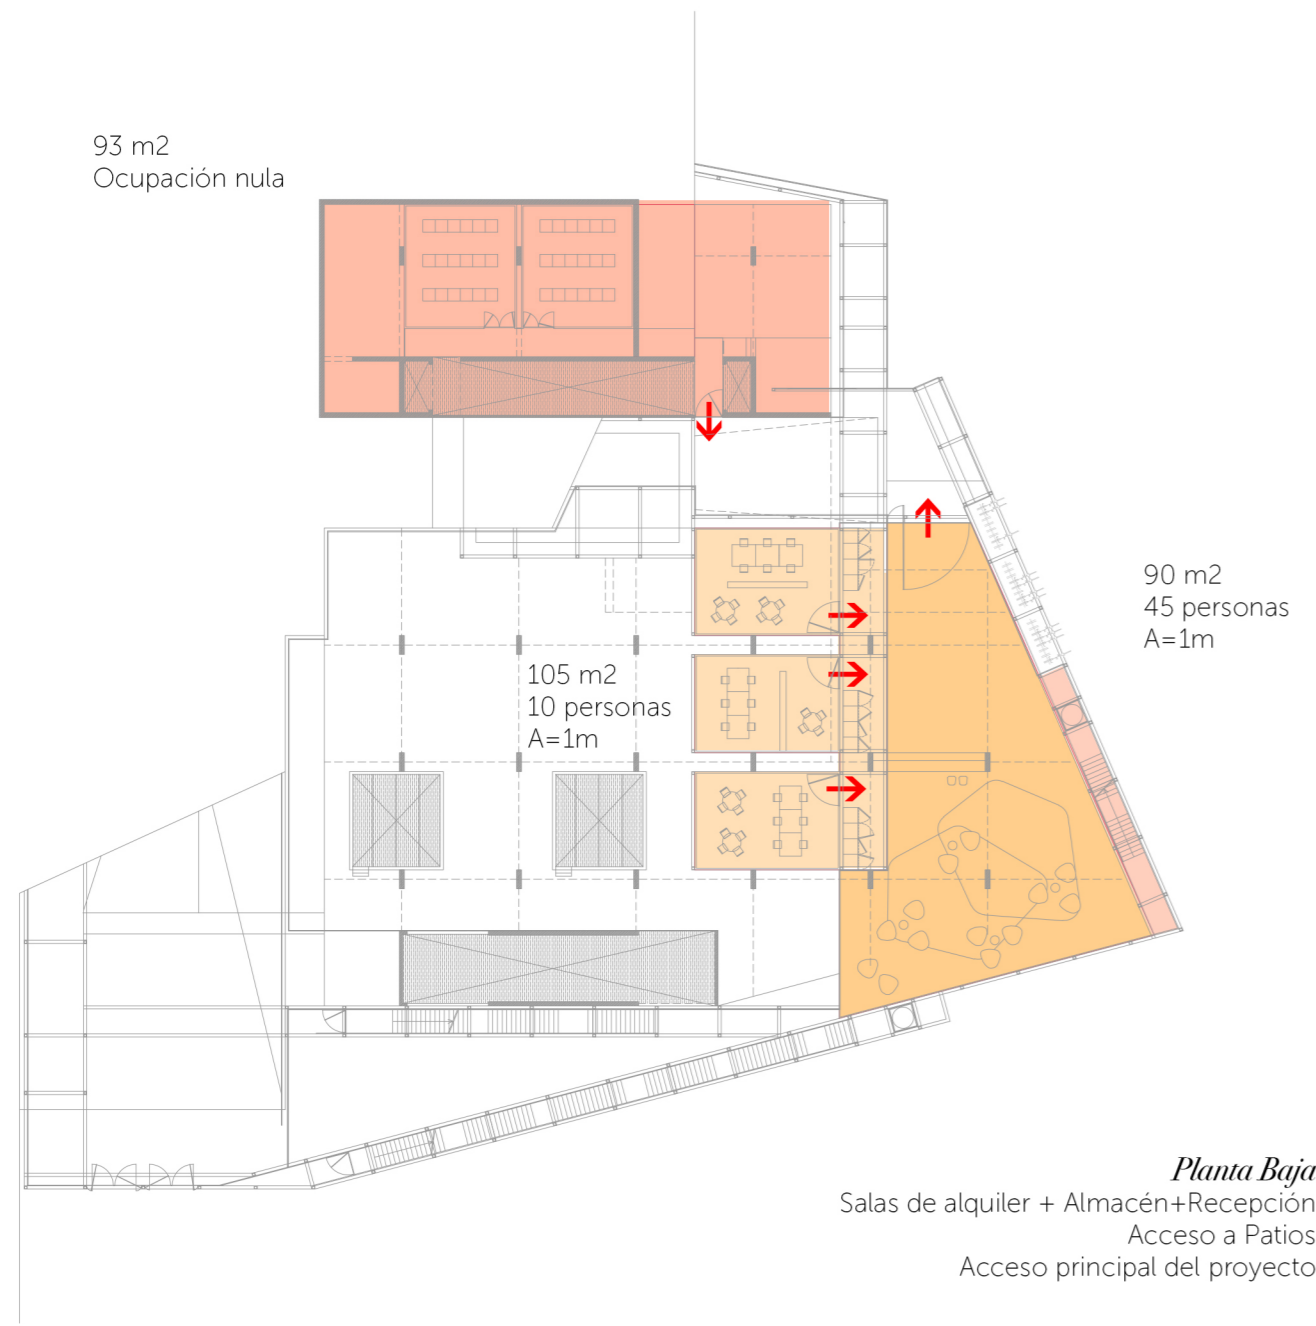 93 m2
Ocupación nula
90 m2
45 personas
A=1m
105 m2
10 personas
A=1m
Planta Baja
Salas de alquiler + Almacén+Recepción
Acceso a Patios
Acceso principal del proyecto